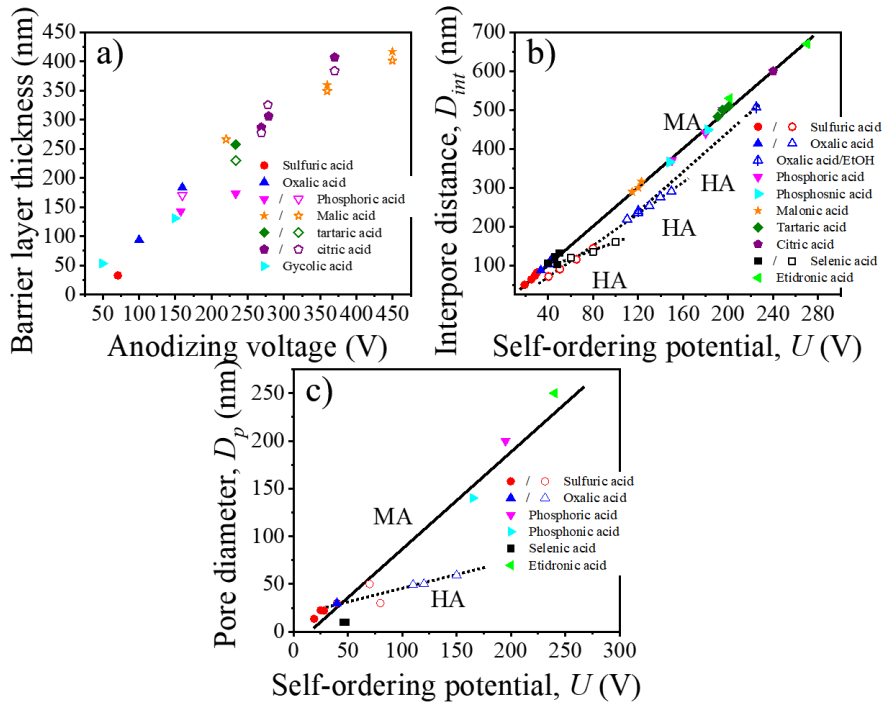 a)
Barrier layer thickness (nm)
450
400
350
300
250
200
150
100
50
0
Sulfuric acid
Oxalic acid
/ Phosphoric acid
/ Malic acid
/ tartaric acid
/ citric acid
Gycolic acid
50 100 150 200 250 300 350 400 450
Anodizing voltage (V)
b)
Interpore distance, D_int (nm)
700
600
500
400
300
200
100
MA
HA
HA
HA
/ Sulfuric acid
/ Oxalic acid
Oxalic acid/EtOH
Phosphoric acid
Phosphosnic acid
Malonic acid
Tartaric acid
Citric acid
/ Selenic acid
Etidronic acid
0 40 80 120 160 200 240 280
Self-ordering potential, U (V)
c)
Pore diameter, D_p (nm)
250
200
150
100
50
0
MA
HA
/ Sulfuric acid
/ Oxalic acid
Phosphoric acid
Phosphonic acid
Selenic acid
Etidronic acid
0 50 100 150 200 250 300
Self-ordering potential, U (V)